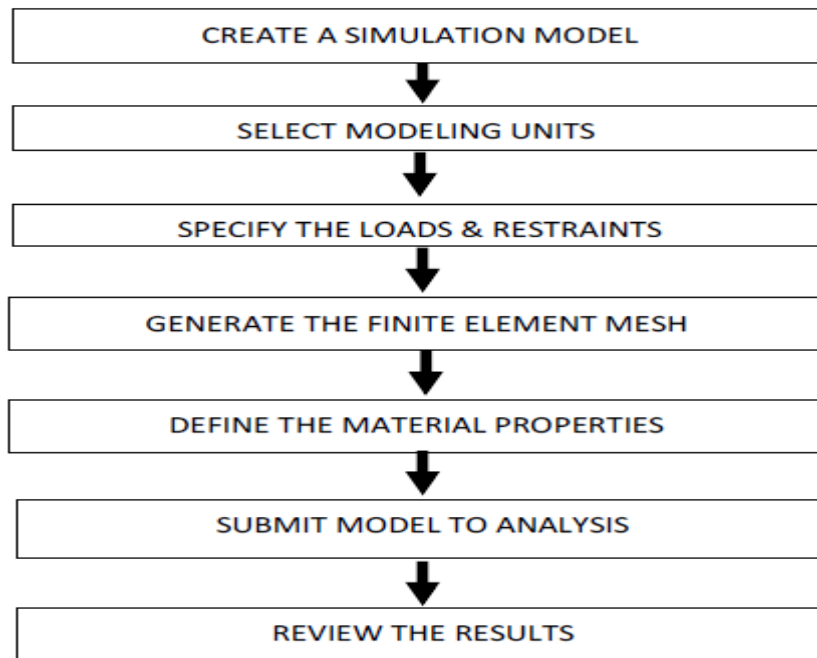 CREATE A SIMULATION MODEL
SELECT MODELING UNITS
SPECIFY THE LOADS & RESTRAINTS
GENERATE THE FINITE ELEMENT MESH
DEFINE THE MATERIAL PROPERTIES
SUBMIT MODEL TO ANALYSIS
REVIEW THE RESULTS